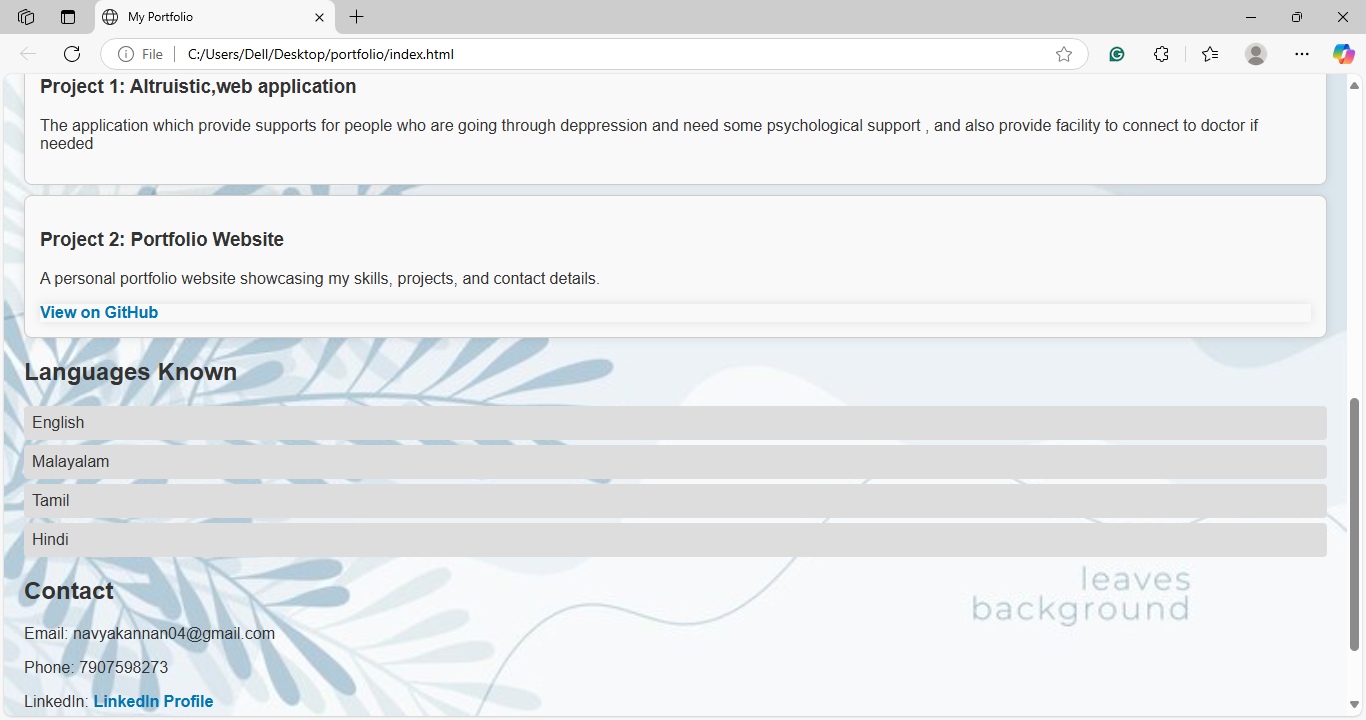 My Portfolio
File
C:/Users/Dell/Desktop/portfolio/index.html
Project 1: Altruistic,web application
The application which provide supports for people who are going through deppression and need some psychological support , and also provide facility to connect to doctor if
needed
Project 2: Portfolio Website
A personal portfolio website showcasing my skills, projects, and contact details.
View on GitHub
Languages Known
English
Malayalam
Tamil
Hindi
Contact
leaves
background
Email: navyakannan04@gmail.com
Phone: 7907598273
LinkedIn: LinkedIn Profile